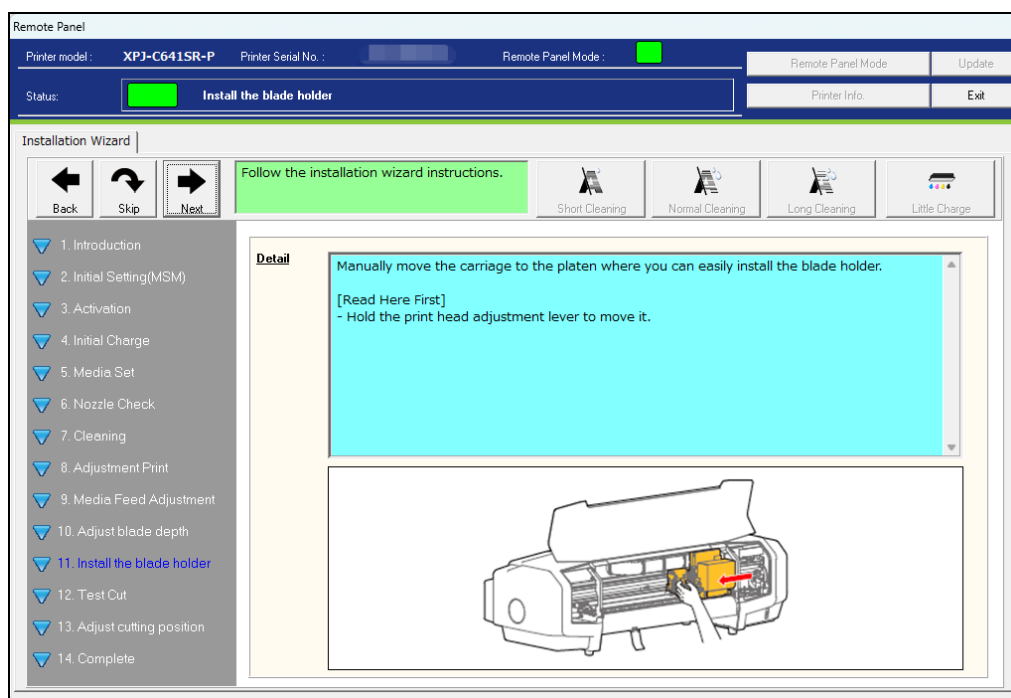 Remote Panel
Printer model : XPJ-C641SR-P Printer Serial No. : Remote Panel Mode :
Remote Panel Mode Update
Status: Install the blade holder
Printer Info. Exit
Installation Wizard
Back Skip Next
Follow the installation wizard instructions.
Short Cleaning Normal Cleaning Long Cleaning Little Charge
1. Introduction
2. Initial Setting(MSM)
3. Activation
4. Initial Charge
5. Media Set
6. Nozzle Check
7. Cleaning
8. Adjustment Print
9. Media Feed Adjustment
10. Adjust blade depth
11. Install the blade holder
12. Test Cut
13. Adjust cutting position
14. Complete
Detail
Manually move the carriage to the platen where you can easily install the blade holder.
[Read Here First]
- Hold the print head adjustment lever to move it.